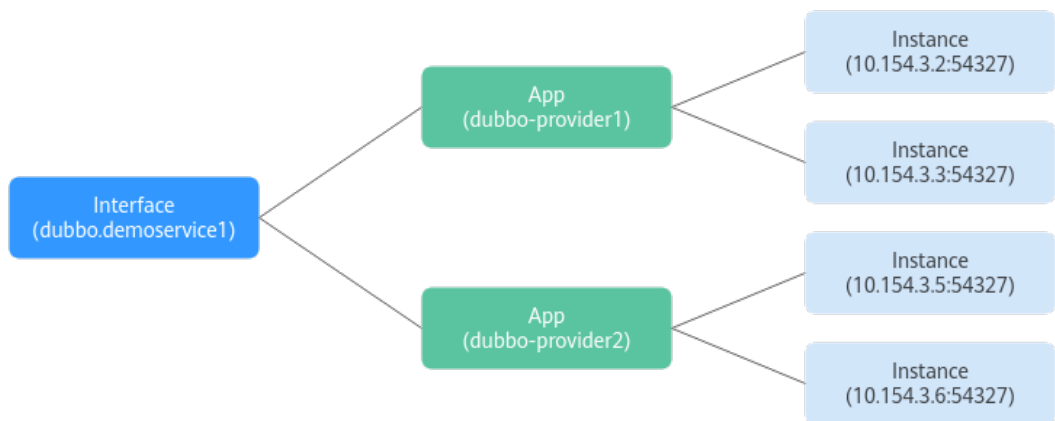 Interface
(dubbo.demoservice1)
App
(dubbo-provider1)
Instance
(10.154.3.2:54327)
Instance
(10.154.3.3:54327)
App
(dubbo-provider2)
Instance
(10.154.3.5:54327)
Instance
(10.154.3.6:54327)